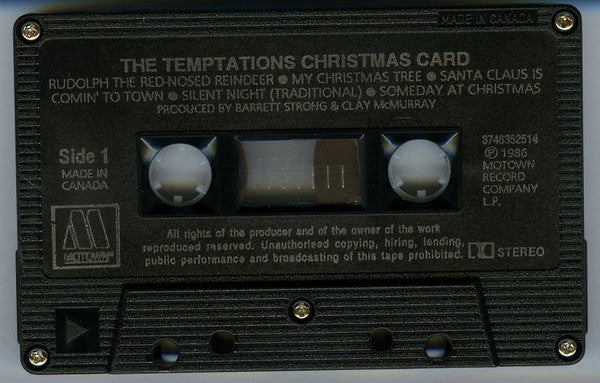 MADE IN CANADA
THE TEMPTATIONS CHRISTMAS CARD
RUDOLPH THE RED-NOSED REINDEER ● MY CHRISTMAS TREE ● SANTA CLAUS IS
COMIN' TO TOWN ● SILENT NIGHT (TRADITIONAL) ● SOMEDAY AT CHRISTMAS
PRODUCED BY BARRETT STRONG & CLAY McMURRAY
Side 1
MADE IN
CANADA
3746352514
℗ 1986
MOTOWN
RECORD
COMPANY
L.P.
MOTOWN
All rights of the producer and of the owner of the work
reproduced reserved. Unauthorised copying, hiring, lending,
public performance and broadcasting of this tape prohibited.
STEREO